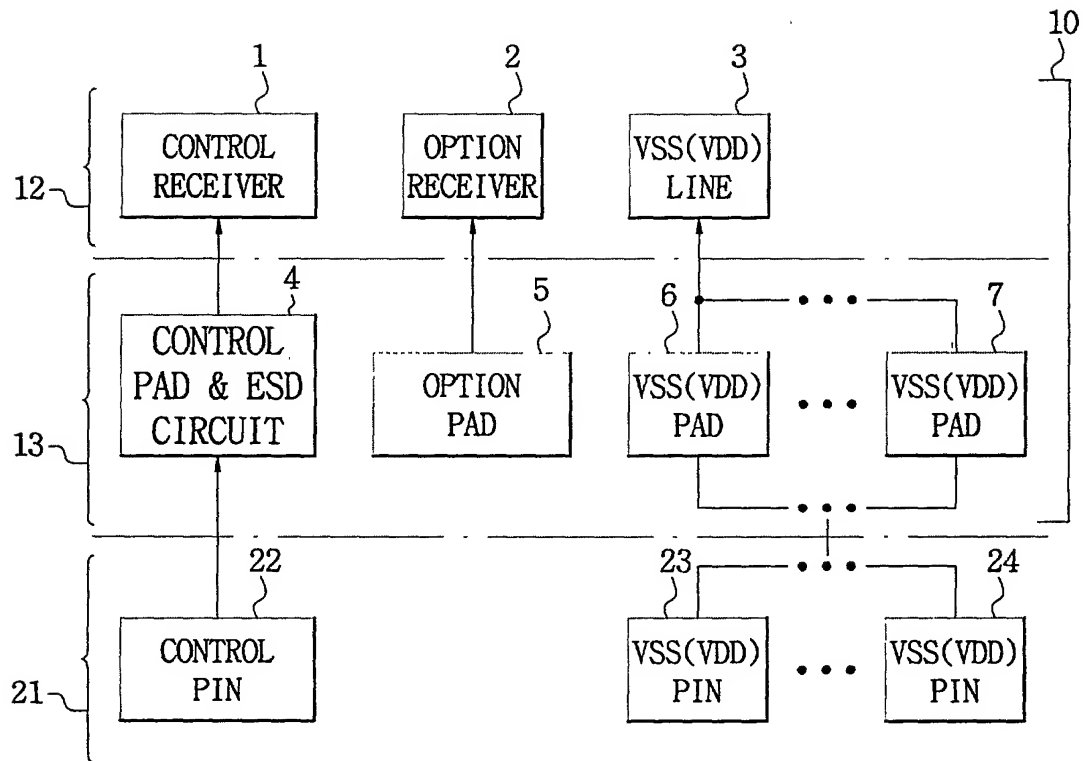 10
1
2
3
CONTROL
RECEIVER
OPTION
RECEIVER
VSS(VDD)
LINE
12
4
5
6
7
CONTROL
PAD & ESD
CIRCUIT
OPTION
PAD
VSS(VDD)
PAD
VSS(VDD)
PAD
13
22
23
24
CONTROL
PIN
VSS(VDD)
PIN
VSS(VDD)
PIN
21